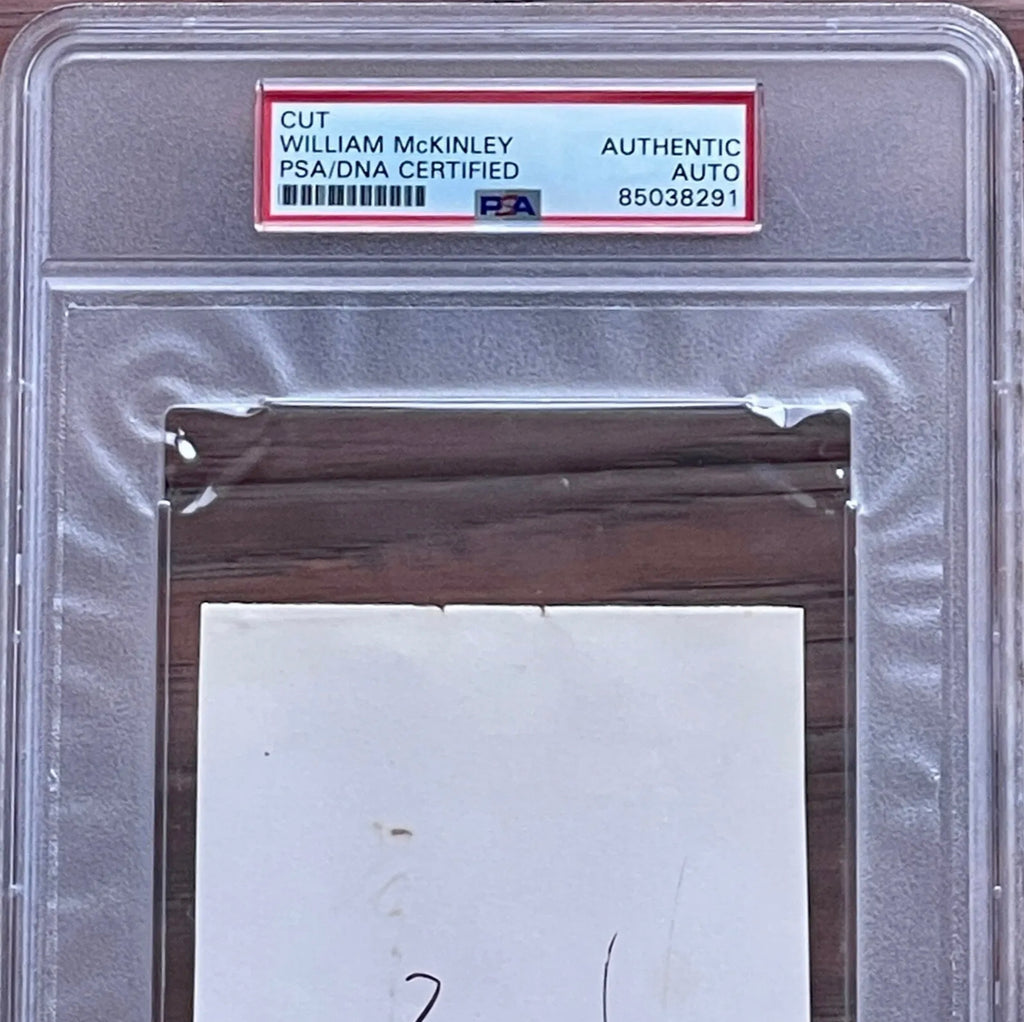 CUT
WILLIAM McKINLEY
PSA/DNA CERTIFIED
AUTHENTIC
AUTO
85038291
PSA